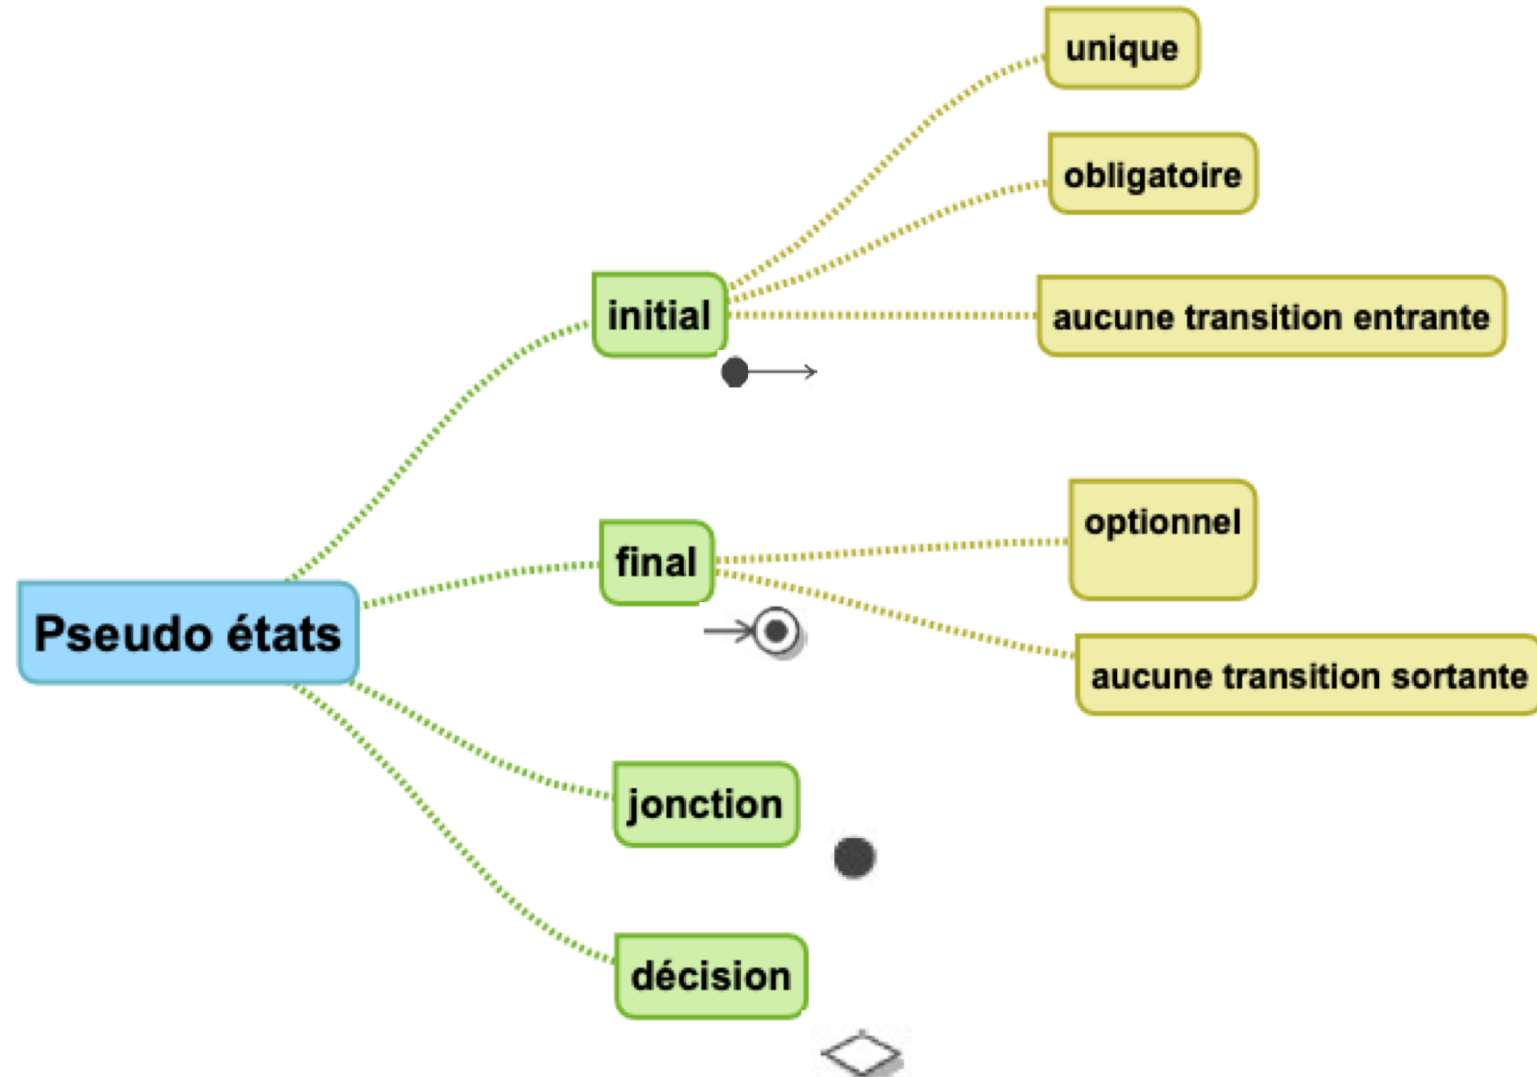 unique
obligatoire
initial
aucune transition entrante
optionnel
final
Pseudo états
aucune transition sortante
jonction
décision